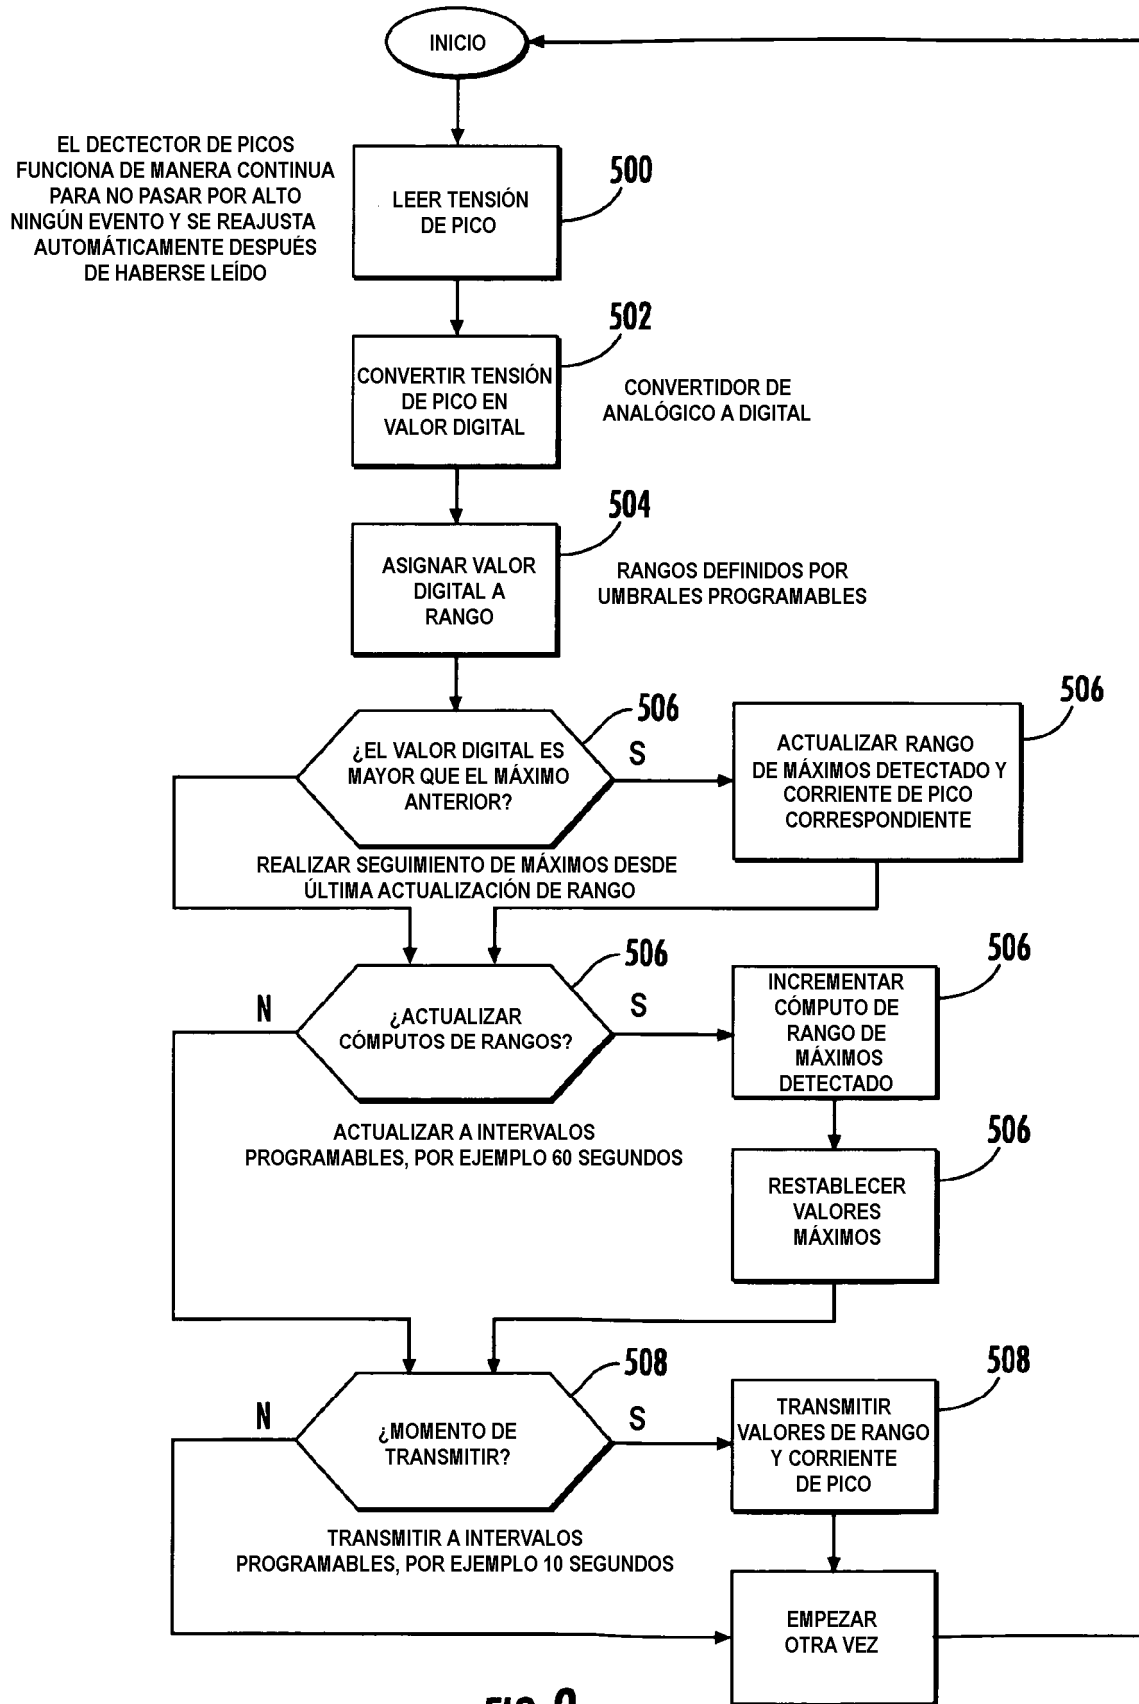 INICIO
EL DECTECTOR DE PICOS
FUNCIONA DE MANERA CONTINUA
PARA NO PASAR POR ALTO
NINGÚN EVENTO Y SE REAJUSTA
AUTOMÁTICAMENTE DESPUÉS
DE HABERSE LEÍDO
LEER TENSIÓN
DE PICO
500
CONVERTIR TENSIÓN
DE PICO EN
VALOR DIGITAL
502
CONVERTIDOR DE
ANALÓGICO A DIGITAL
ASIGNAR VALOR
DIGITAL A
RANGO
504
RANGOS DEFINIDOS POR
UMBRALES PROGRAMABLES
¿EL VALOR DIGITAL ES
MAYOR QUE EL MÁXIMO
ANTERIOR?
506
S
ACTUALIZAR RANGO
DE MÁXIMOS DETECTADO Y
CORRIENTE DE PICO
CORRESPONDIENTE
506
REALIZAR SEGUIMIENTO DE MÁXIMOS DESDE
ÚLTIMA ACTUALIZACIÓN DE RANGO
N
¿ACTUALIZAR
CÓMPUTOS DE RANGOS?
506
S
INCREMENTAR
CÓMPUTO DE
RANGO DE
MÁXIMOS
DETECTADO
506
ACTUALIZAR A INTERVALOS
PROGRAMABLES, POR EJEMPLO 60 SEGUNDOS
RESTABLECER
VALORES
MÁXIMOS
506
N
¿MOMENTO DE
TRANSMITIR?
508
S
TRANSMITIR
VALORES DE RANGO
Y CORRIENTE
DE PICO
508
TRANSMITIR A INTERVALOS
PROGRAMABLES, POR EJEMPLO 10 SEGUNDOS
EMPEZAR
OTRA VEZ